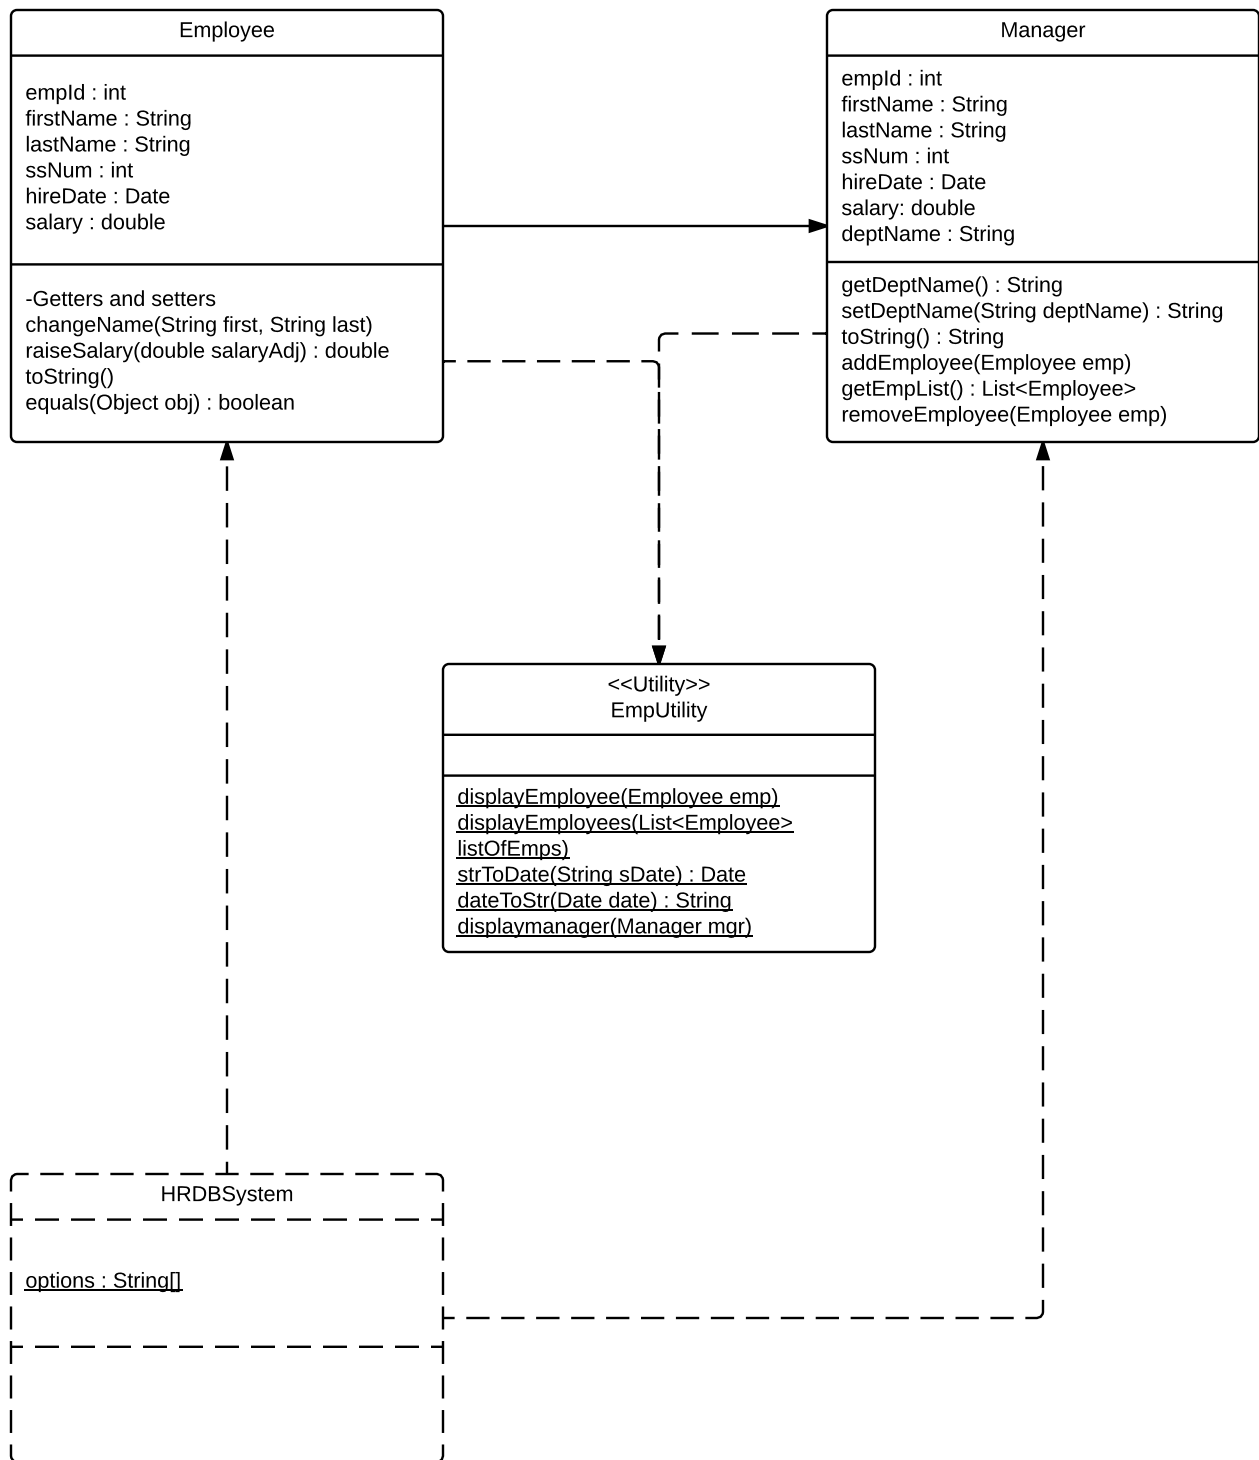 Employee
empId : int
firstName : String
lastName : String
ssNum : int
hireDate : Date
salary : double
-Getters and setters
changeName(String first, String last)
raiseSalary(double salaryAdj) : double
toString()
equals(Object obj) : boolean
Manager
empId : int
firstName : String
lastName : String
ssNum : int
hireDate : Date
salary: double
deptName : String
getDeptName() : String
setDeptName(String deptName) : String
toString() : String
addEmployee(Employee emp)
getEmpList() : List<Employee>
removeEmployee(Employee emp)
<<Utility>>
EmpUtility
displayEmployee(Employee emp)
displayEmployees(List<Employee>
listOfEmps)
strToDate(String sDate) : Date
dateToStr(Date date) : String
displaymanager(Manager mgr)
HRDBSystem
options : String[]